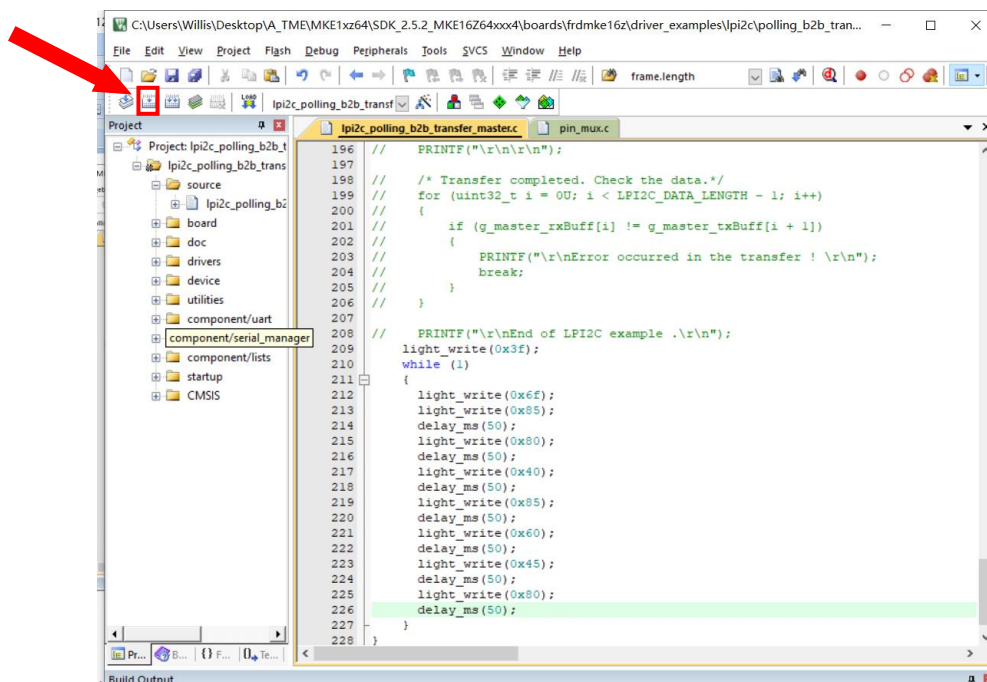 C:\Users\Willis\Desktop\A_TME\MKE1xz64\SDK_2.5.2_MKE16Z64xxx4\boards\frdmke16z\driver_examples\lpi2c\polling_b2b_tran...
File Edit View Project Flash Debug Peripherals Tools SVCS Window Help
frame.length
LOAD lpi2c_polling_b2b_transf
Project
lpi2c_polling_b2b_transfer_master.c pin_mux.c
Project: lpi2c_polling_b2b_t
lpi2c_polling_b2b_trans
source
lpi2c_polling_b2
board
doc
drivers
device
utilities
component/uart
component/serial_manager
component/lists
startup
CMSIS
196 // PRINTF("\r\n\r\n");
197
198 // /* Transfer completed. Check the data.*/
199 // for (uint32_t i = 0U; i < LPI2C_DATA_LENGTH - 1; i++)
200 // {
201 // if (g_master_rxBuff[i] != g_master_txBuff[i + 1])
202 // {
203 // PRINTF("\r\nError occurred in the transfer ! \r\n");
204 // break;
205 // }
206 // }
207
208 // PRINTF("\r\nEnd of LPI2C example .\r\n");
209 light_write(0x3f);
210 while (1)
211 {
212 light_write(0x6f);
213 light_write(0x85);
214 delay_ms(50);
215 light_write(0x80);
216 delay_ms(50);
217 light_write(0x40);
218 delay_ms(50);
219 light_write(0x85);
220 delay_ms(50);
221 light_write(0x60);
222 delay_ms(50);
223 light_write(0x45);
224 delay_ms(50);
225 light_write(0x80);
226 delay_ms(50);
227 }
228 }
Pr... B... {} F... 0 Te...
Build Output